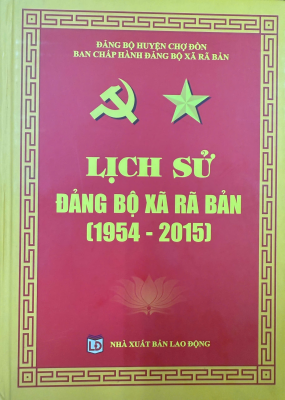 ĐẢNG BỘ HUYỆN CHỢ ĐỒN
BAN CHẤP HÀNH ĐẢNG BỘ XÃ RÃ BẢN
LỊCH SỬ
ĐẢNG BỘ XÃ RÃ BẢN
(1954 - 2015)
NHÀ XUẤT BẢN LAO ĐỘNG